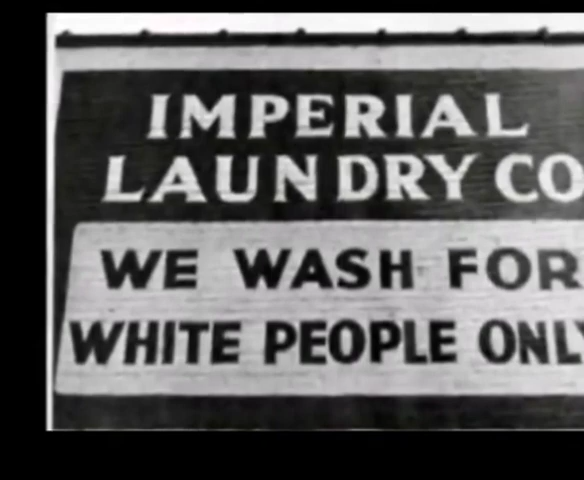 IMPERIAL
LAUNDRY CO
WE WASH FOR
WHITE PEOPLE ONLY